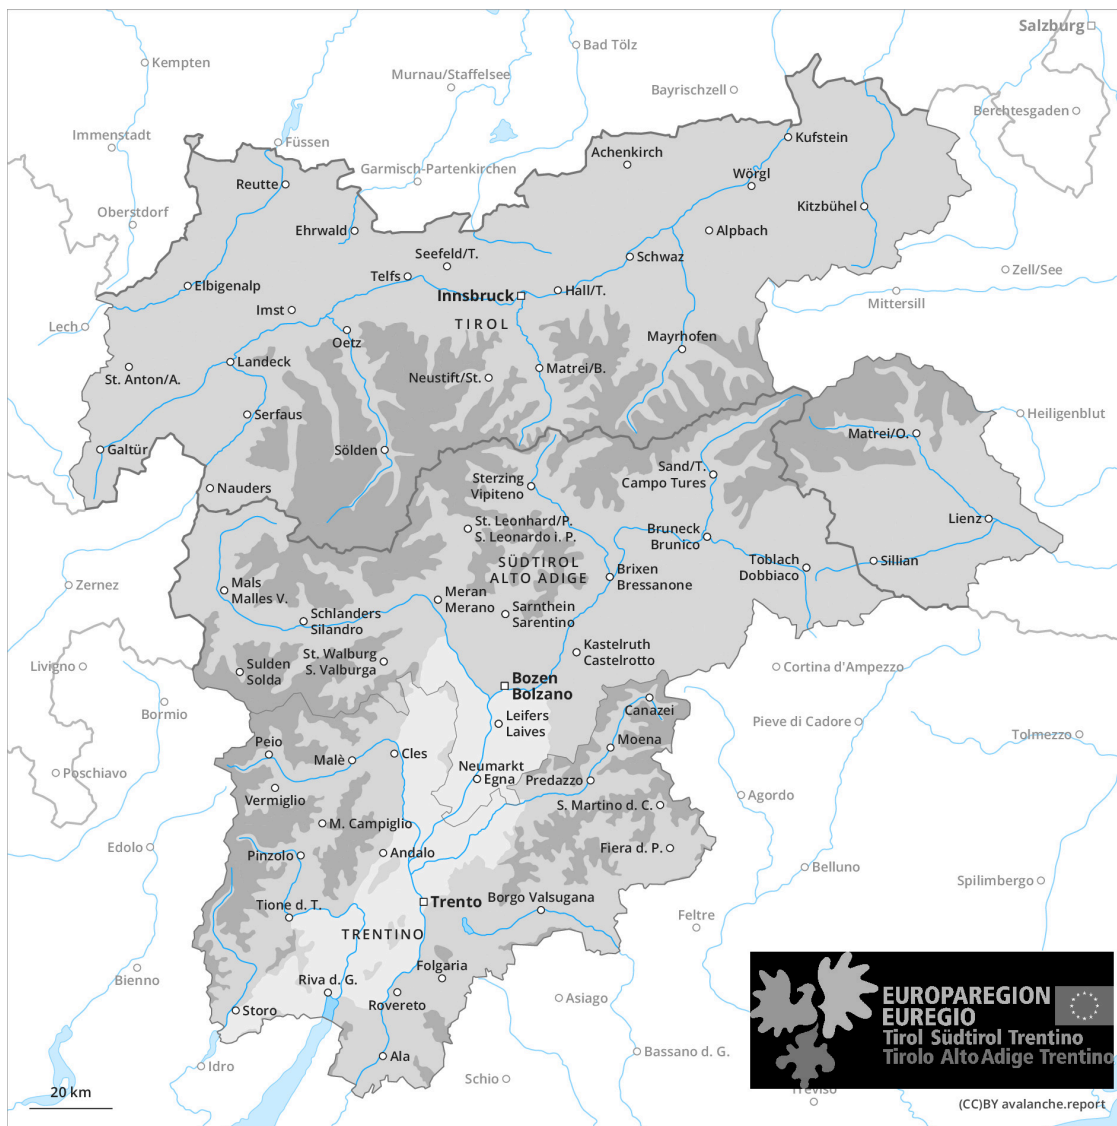 Salzburg
Bad Tölz
Kempten
Murnau/Staffelsee
Bayrischzell
Berchtesgaden
Immenstadt
Füssen
Kufstein
Achenkirch
Garmisch-Partenkirchen
Wörgl
Reutte
Oberstdorf
Kitzbühel
Ehrwald
Alpbach
Seefeld/T.
Schwaz
Telfs
Zell/See
Elbigenalp
Hall/T.
Innsbruck
Mittersill
Imst
TIROL
Lech
Oetz
Mayrhofen
Landeck
Matrei/B.
St. Anton/A.
Neustift/St.
Serfaus
Heiligenblut
Matrei/O.
Galtür
Sölden
Sand/T.
Campo Tures
Sterzing
Vipiteno
Nauders
Lienz
St. Leonhard/P.
S. Leonardo i. P.
Bruneck
Brunico
SÜDTIROL
ALTO ADIGE
Toblach
Dobbiaco
Sillian
Brixen
Bressanone
Zernez
Mals
Malles V.
Meran
Merano
Sarnthein
Sarentino
Schlanders
Silandro
Kastelruth
Castelrotto
St. Walburg
S. Valburga
Livigno
Sulden
Solda
Cortina d'Ampezzo
Bozen
Bolzano
Bormio
Canazei
Leifers
Laives
Pieve di Cadore
Tolmezzo
Moena
Peio
Cles
Malè
Poschiavo
Neumarkt
Egna
Predazzo
Vermiglio
Agordo
S. Martino d. C.
M. Campiglio
Edolo
Fiera d. P.
Andalo
Pinzolo
Belluno
Spilimbergo
Borgo Valsugana
Trento
Tione d. T.
Feltre
TRENTINO
Folgaria
Bienno
Riva d. G.
Rovereto
Asiago
Storo
EUROPAREGION
EUREGIO
Tirol Südtirol Trentino
Tirolo Alto Adige Trentino
Ala
Bassano d. G.
Idro
Schio
20 km
Treviso
(CC)BY avalanche.report